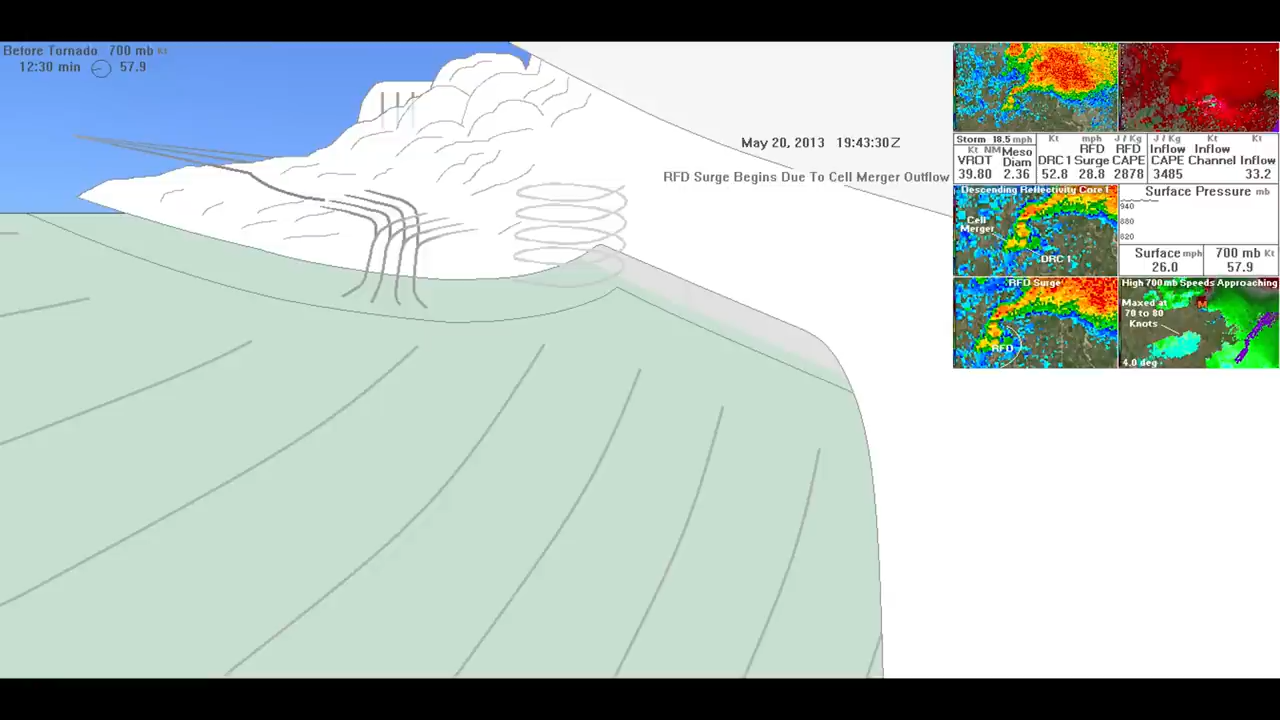 Before Tornado 700 mb Kt
12:30 min 57.9
May 20, 2013 19:43:30Z
RFD Surge Begins Due To Cell Merger Outflow
Storm 18.5 mph Kt mph J / Kg J / Kg Kt Kt
Kt NM Meso RFD RFD Inflow Inflow
VROT Diam DRC 1 Surge CAPE CAPE Channel Inflow
39.80 2.36 52.8 28.8 2878 3485 33.2
Descending Reflectivity Core 1
Cell
Merger
DRC 1
Surface Pressure mb
940
880
820
Surface mph 700 mb Kt
26.0 57.9
RFD Surge
RFD
High 700mb Speeds Approaching
M
Maxed at
70 to 80
Knots
4.0 deg